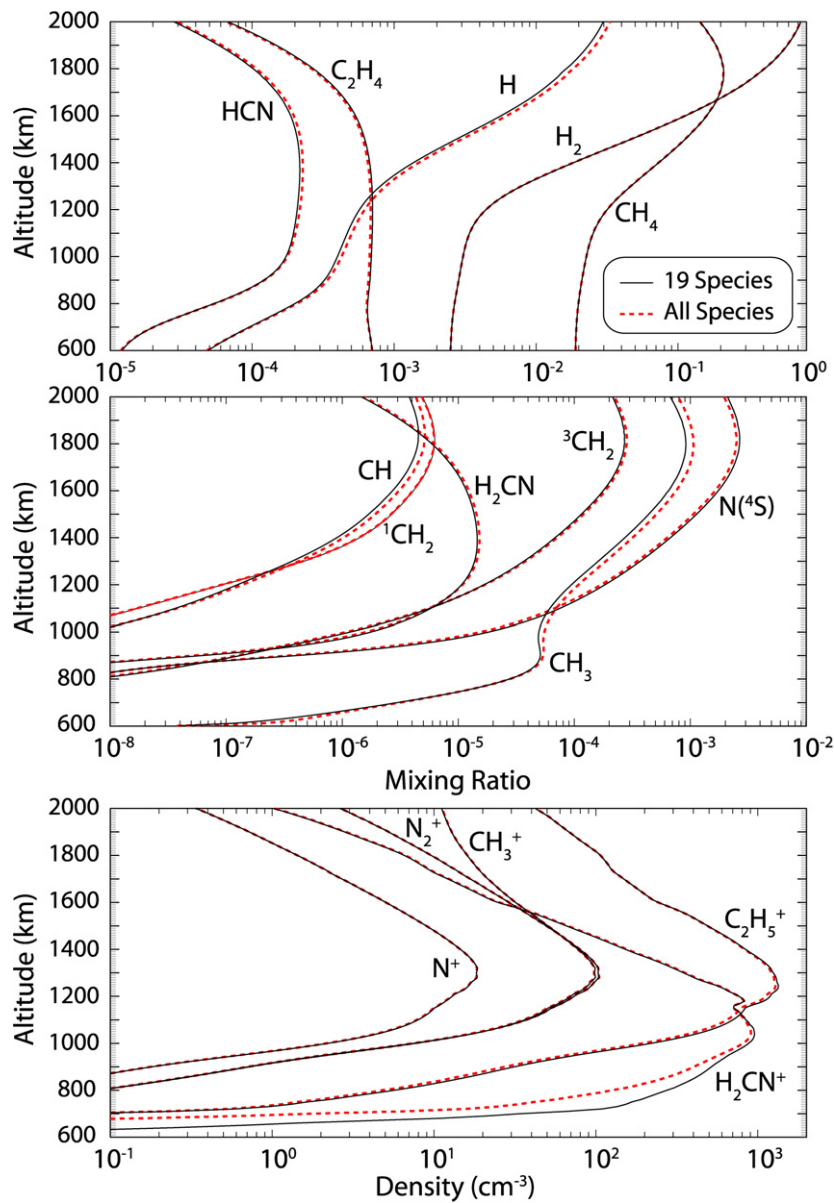 2000
1800
1600
1400
1200
1000
800
600
Altitude (km)
HCN
C₂H₄
H
H₂
CH₄
19 Species
All Species
10⁻⁵ 10⁻⁴ 10⁻³ 10⁻² 10⁻¹ 10⁰
2000
1800
1600
1400
1200
1000
800
600
Altitude (km)
CH
¹CH₂
H₂CN
³CH₂
N(⁴S)
CH₃
10⁻⁸ 10⁻⁷ 10⁻⁶ 10⁻⁵ 10⁻⁴ 10⁻³ 10⁻²
Mixing Ratio
2000
1800
1600
1400
1200
1000
800
600
Altitude (km)
N₂⁺
CH₃⁺
C₂H₅⁺
N⁺
H₂CN⁺
10⁻¹ 10⁰ 10¹ 10² 10³
Density (cm⁻³)